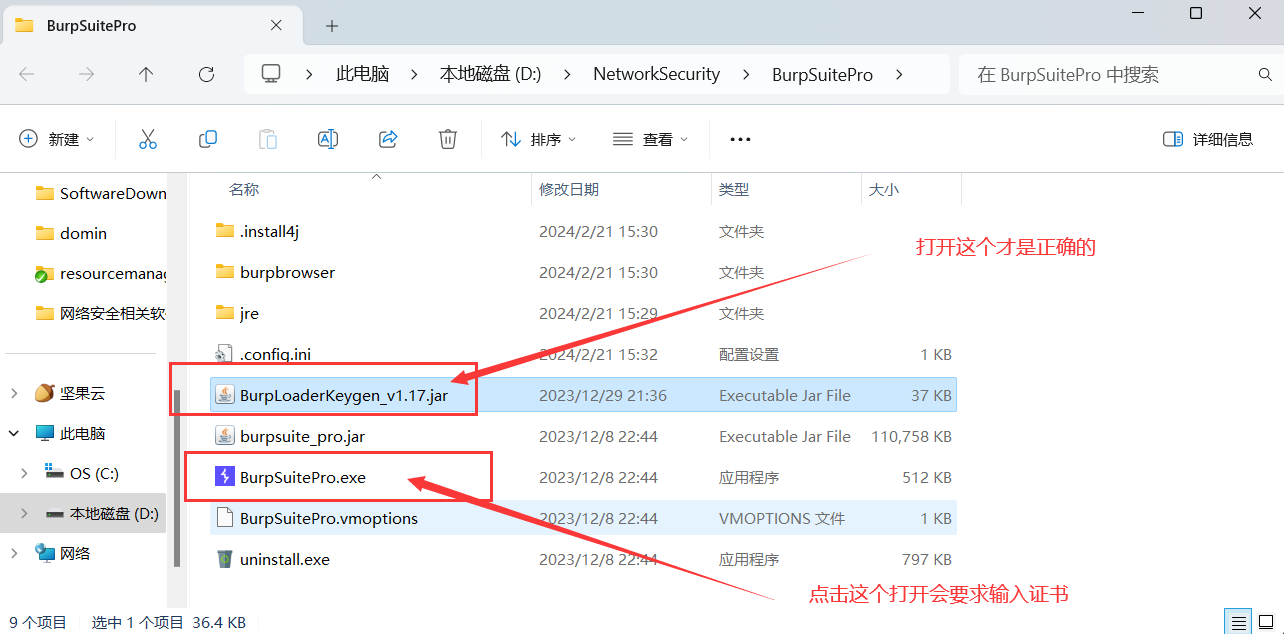 BurpSuitePro
此电脑 本地磁盘 (D:) NetworkSecurity BurpSuitePro 在 BurpSuitePro 中搜索
新建 排序 查看 详细信息
名称 修改日期 类型 大小
SoftwareDown
domin
resourcemanag
网络安全相关软
坚果云
此电脑
OS (C:)
本地磁盘 (D:)
网络
.install4j 2024/2/21 15:30 文件夹
burpbrowser 2024/2/21 15:30 文件夹
jre 2024/2/21 15:29 文件夹
.config.ini 2024/2/21 15:32 配置设置 1 KB
BurpLoaderKeygen_v1.17.jar 2023/12/29 21:36 Executable Jar File 37 KB
burpsuite_pro.jar 2023/12/8 22:44 Executable Jar File 110,758 KB
BurpSuitePro.exe 2023/12/8 22:44 应用程序 512 KB
BurpSuitePro.vmoptions 2023/12/8 22:44 VMOPTIONS 文件 1 KB
uninstall.exe 2023/12/8 22:44 应用程序 797 KB
打开这个才是正确的
点击这个打开会要求输入证书
9 个项目 选中 1 个项目 36.4 KB